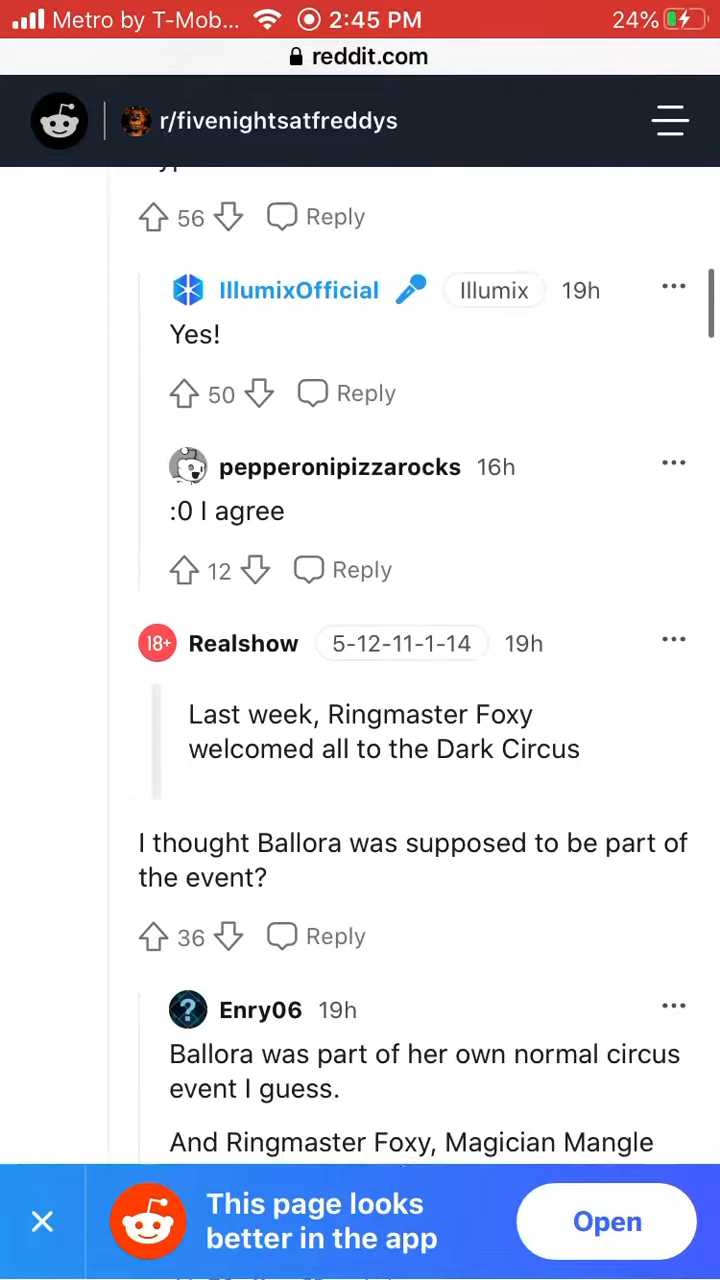 Metro by T-Mob... 2:45 PM 24%
reddit.com
r/fivenightsatfreddys
56 Reply
IllumixOfficial Illumix 19h
Yes!
50 Reply
pepperonipizzarocks 16h
:0 I agree
12 Reply
18+ Realshow 5-12-11-1-14 19h
Last week, Ringmaster Foxy
welcomed all to the Dark Circus
I thought Ballora was supposed to be part of
the event?
36 Reply
? Enry06 19h
Ballora was part of her own normal circus
event I guess.
And Ringmaster Foxy, Magician Mangle
This page looks
better in the app
Open